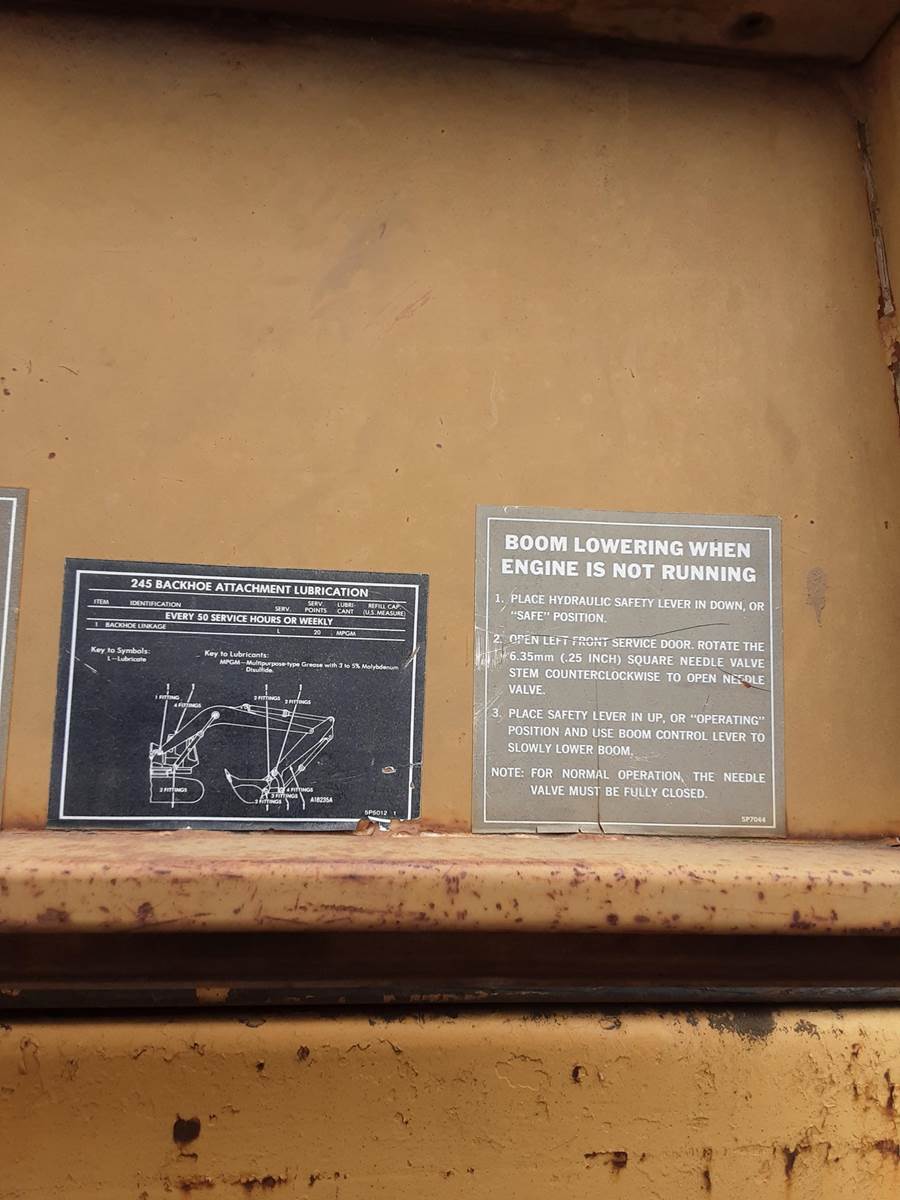 245 BACKHOE ATTACHMENT LUBRICATION
ITEM IDENTIFICATION SERV. SERV. POINTS LUBRI- CANT REFILL CAP. (U.S. MEASURE)
EVERY 50 SERVICE HOURS OR WEEKLY
1 BACKHOE LINKAGE L 20 MPGM
Key to Symbols:
L—Lubricate
Key to Lubricants:
MPGM—Multipurpose-type Grease with 3 to 5% Molybdenum
Disulfide.
1 FITTING
4 FITTINGS
2 FITTINGS
2 FITTINGS
2 FITTINGS
4 FITTINGS
3 FITTINGS
2 FITTINGS
A18235A
5P5012 1
BOOM LOWERING WHEN
ENGINE IS NOT RUNNING
1. PLACE HYDRAULIC SAFETY LEVER IN DOWN, OR
"SAFE" POSITION.
2. OPEN LEFT FRONT SERVICE DOOR. ROTATE THE
6.35mm (.25 INCH) SQUARE NEEDLE VALVE
STEM COUNTERCLOCKWISE TO OPEN NEEDLE
VALVE.
3. PLACE SAFETY LEVER IN UP, OR "OPERATING"
POSITION AND USE BOOM CONTROL LEVER TO
SLOWLY LOWER BOOM.
NOTE: FOR NORMAL OPERATION, THE NEEDLE
VALVE MUST BE FULLY CLOSED.
5P7044